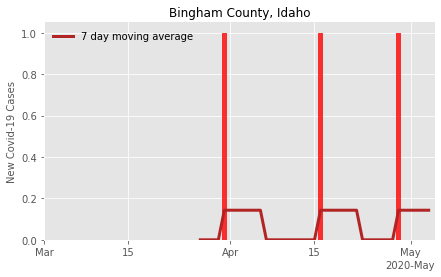 Bingham County, Idaho
7 day moving average
New Covid-19 Cases
1.0
0.8
0.6
0.4
0.2
0.0
Mar 15 Apr 15 May
2020-May